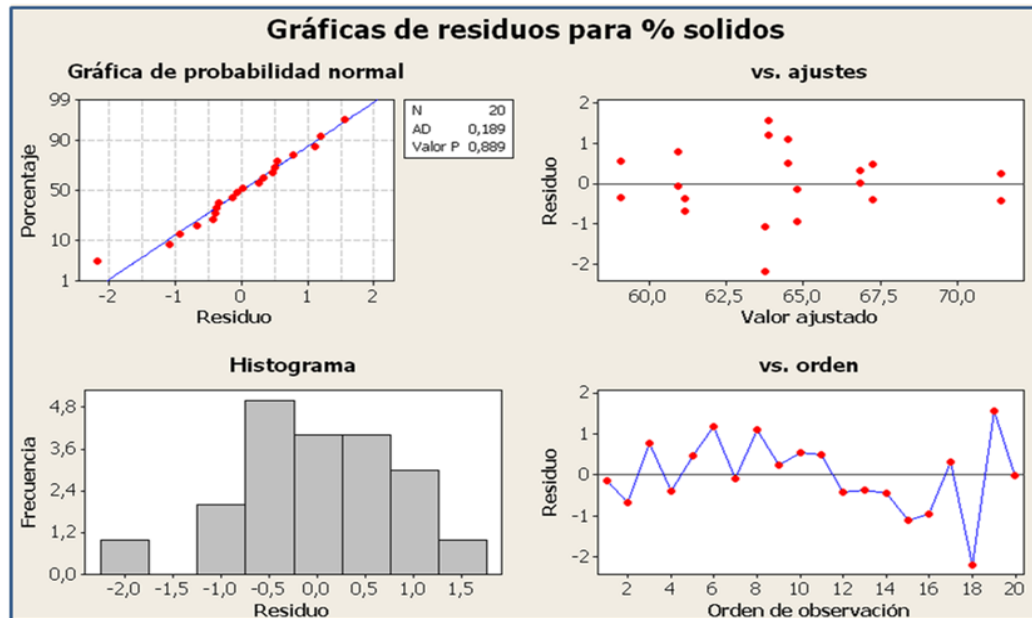 Gráficas de residuos para % solidos
Gráfica de probabilidad normal
99
90
50
10
1
Porcentaje
-2 -1 0 1 2
Residuo
N 20
AD 0,189
Valor P 0,889
vs. ajustes
2
1
0
-1
-2
Residuo
60,0 62,5 65,0 67,5 70,0
Valor ajustado
Histograma
4,8
3,6
2,4
1,2
0,0
Frecuencia
-2,0 -1,5 -1,0 -0,5 0,0 0,5 1,0 1,5
Residuo
vs. orden
2
1
0
-1
-2
Residuo
2 4 6 8 10 12 14 16 18 20
Orden de observación